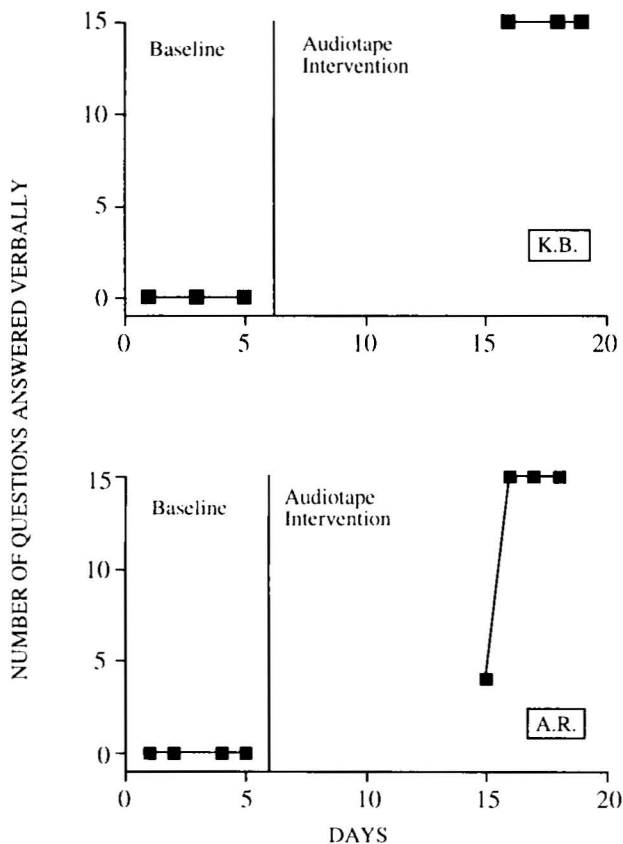 NUMBER OF QUESTIONS ANSWERED VERBALLY
15
10
5
0
Baseline
Audiotape
Intervention
K.B.
0 5 10 15 20
15
10
5
0
Baseline
Audiotape
Intervention
A.R.
0 5 10 15 20
DAYS